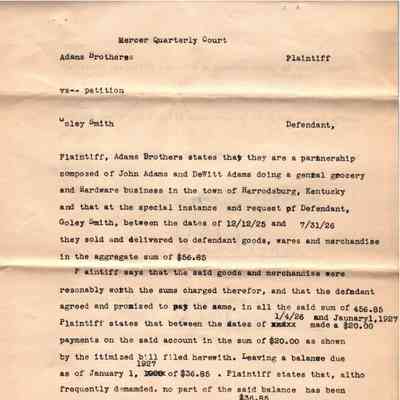 Mercer Quarterly Court
Adams Brothers Plaintiff
vs-- petition
Goley Smith Defendant,
Plaintiff, Adams Brothers states that they are a partnership
composed of John Adams and DeWitt Adams doing a genral grocery
and Hardware business in the town of Harrodsburg, Kentucky
and that at the special instance and request of Defendant,
Goley Smith, between the dates of 12/12/25 and 7/31/26
they sold and delivered to defendant goods, wares and merchandise
in the aggregate sum of $56.85
P aintiff says that the said goods and merchandise were
resonably worth the sums charged therefor, and that the defendant
agreed and promized to pay the same, in all the said sum of 456.85
1/4/26 and January1,1927
Plaintiff states that between the dates of xxxxx made a $20.00
payments on the said account in the sum of $20.00 as shown
by the itimized bill filed herewith. Leaving a balanse due
1927
as of January 1, of $36.85 . Plaintiff states that, altho
frequently demamded. no part of the said balance has been
$36.85